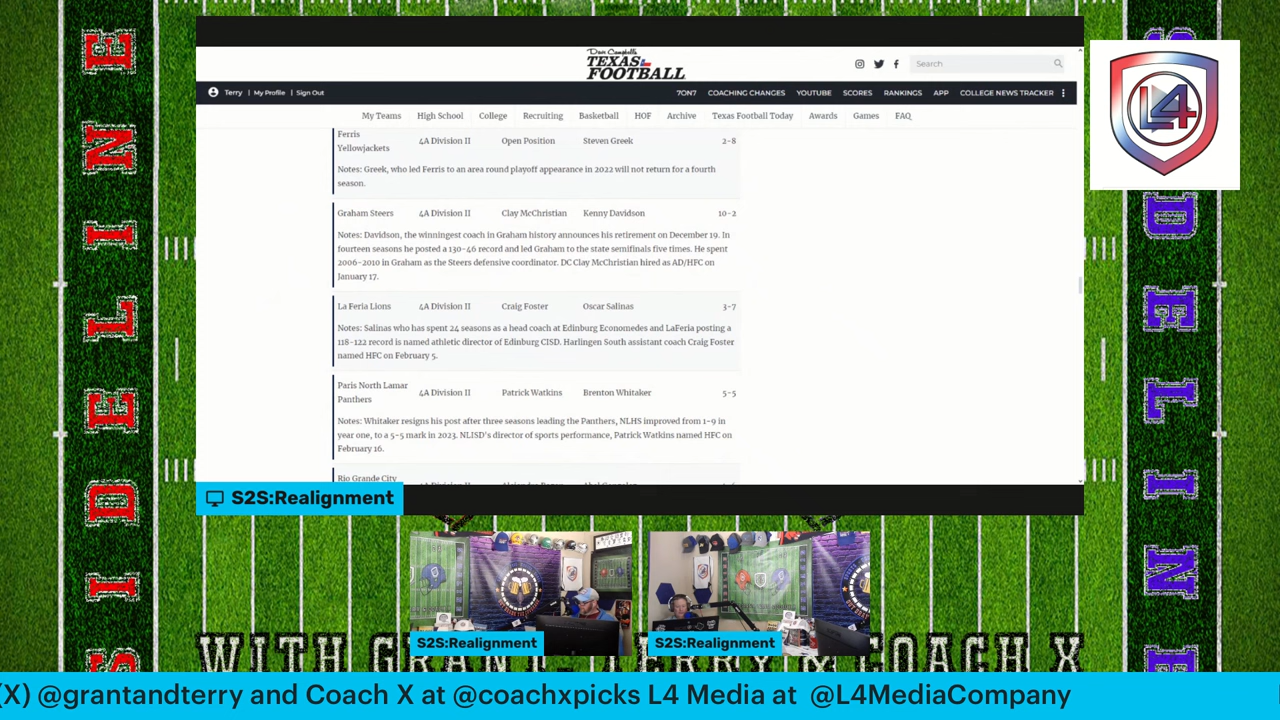 Dave Campbell's
TEXAS
FOOTBALL
Search
Terry | My Profile | Sign Out
7ON7 COACHING CHANGES YOUTUBE SCORES RANKINGS APP COLLEGE NEWS TRACKER
My Teams High School College Recruiting Basketball HOF Archive Texas Football Today Awards Games FAQ
Ferris
Yellowjackets 4A Division II Open Position Steven Greek 2-8
Notes: Greek, who led Ferris to an area round playoff appearance in 2022 will not return for a fourth
season.
Graham Steers 4A Division II Clay McChristian Kenny Davidson 10-2
Notes: Davidson, the winningest coach in Graham history announces his retirement on December 19. In
fourteen seasons he posted a 130-46 record and led Graham to the state semifinals five times. He spent
2006-2010 in Graham as the Steers defensive coordinator. DC Clay McChristian hired as AD/HFC on
January 17.
La Feria Lions 4A Division II Craig Foster Oscar Salinas 3-7
Notes: Salinas who has spent 24 seasons as a head coach at Edinburg Economedes and LaFeria posting a
118-122 record is named athletic director of Edinburg CISD. Harlingen South assistant coach Craig Foster
named HFC on February 5.
Paris North Lamar
Panthers 4A Division II Patrick Watkins Brenton Whitaker 5-5
Notes: Whitaker resigns his post after three seasons leading the Panthers, NLHS improved from 1-9 in
year one, to a 5-5 mark in 2023. NLISD's director of sports performance, Patrick Watkins named HFC on
February 16.
Rio Grande City
L4
SIDELINE
S2S:Realignment
S2S:Realignment
S2S:Realignment
WITH GRANT, TERRY & COACH X
(X) @grantandterry and Coach X at @coachxpicks L4 Media at @L4MediaCompany